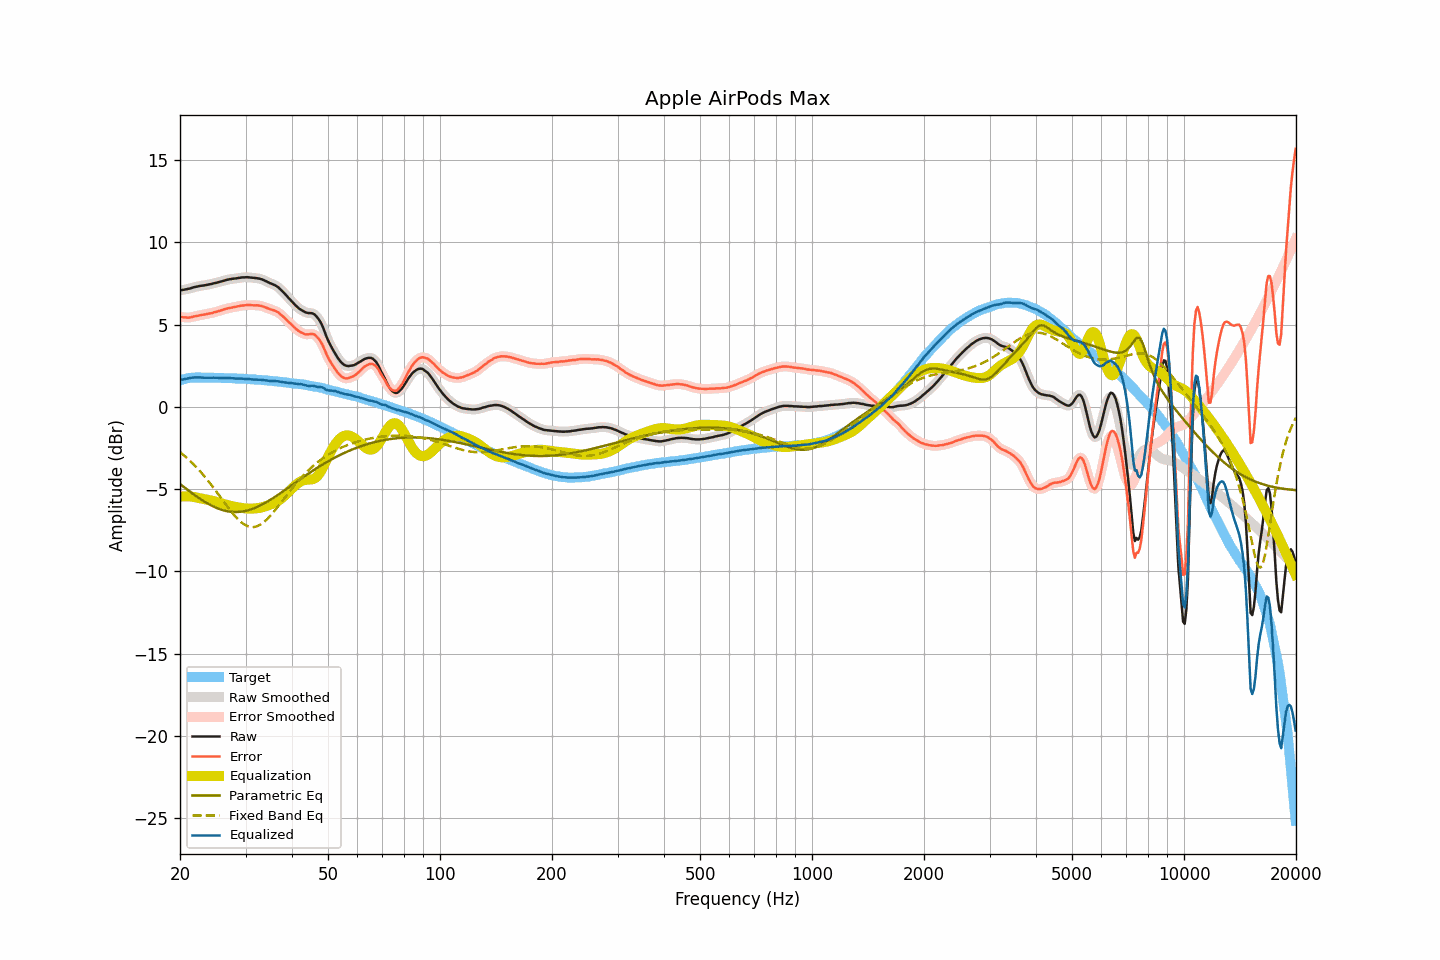 Apple AirPods Max
Amplitude (dBr)
15
10
5
0
−5
−10
−15
−20
−25
Target
Raw Smoothed
Error Smoothed
Raw
Error
Equalization
Parametric Eq
Fixed Band Eq
Equalized
20 50 100 200 500 1000 2000 5000 10000 20000
Frequency (Hz)